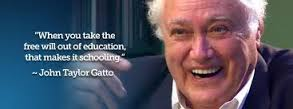 “When you take the
free will out of education,
that makes it schooling.”
~ John Taylor Gatto